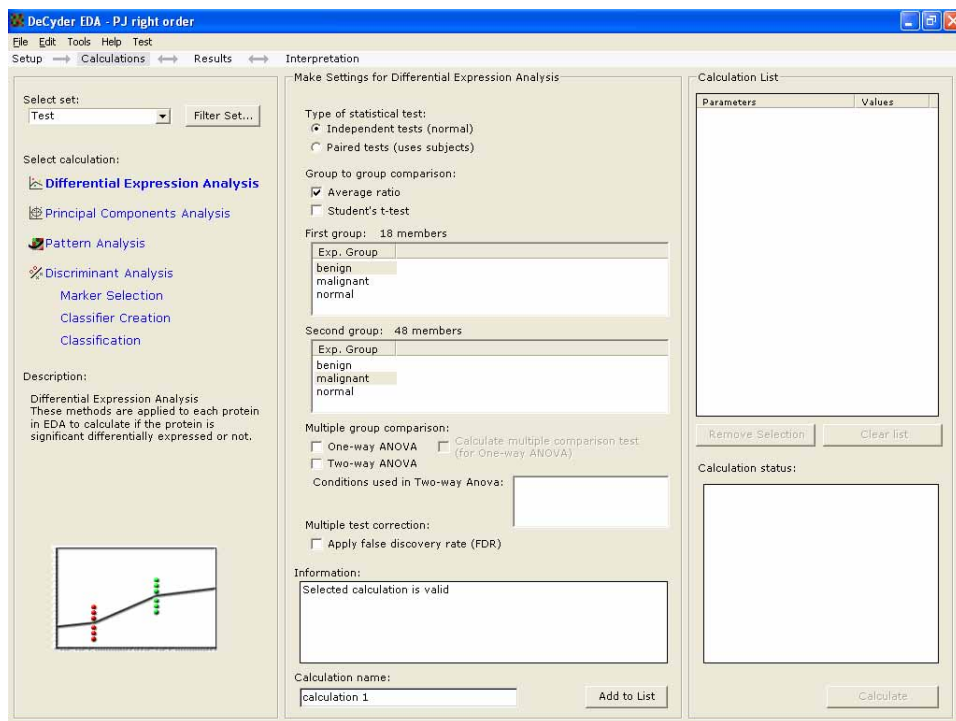 DeCyder EDA - PJ right order
File Edit Tools Help Test
Setup Calculations Results Interpretation
Select set:
Test
Filter Set...
Select calculation:
Differential Expression Analysis
Principal Components Analysis
Pattern Analysis
Discriminant Analysis
Marker Selection
Classifier Creation
Classification
Description:
Differential Expression Analysis
These methods are applied to each protein
in EDA to calculate if the protein is
significant differentially expressed or not.
Make Settings for Differential Expression Analysis
Type of statistical test:
Independent tests (normal)
Paired tests (uses subjects)
Group to group comparison:
Average ratio
Student's t-test
First group: 18 members
Exp. Group
benign
malignant
normal
Second group: 48 members
Exp. Group
benign
malignant
normal
Multiple group comparison:
One-way ANOVA
Calculate multiple comparison test
(for One-way ANOVA)
Two-way ANOVA
Conditions used in Two-way Anova:
Multiple test correction:
Apply false discovery rate (FDR)
Information:
Selected calculation is valid
Calculation name:
calculation 1
Add to List
Calculation List
Parameters Values
Remove Selection
Clear list
Calculation status:
Calculate